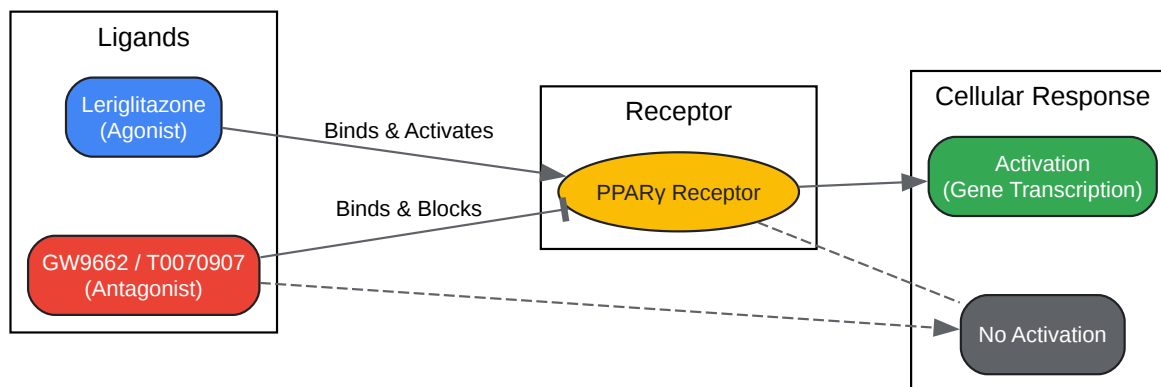 Ligands
Leriglitazone
(Agonist)
GW9662 / T0070907
(Antagonist)
Binds & Activates
Binds & Blocks
Receptor
PPARγ Receptor
Cellular Response
Activation
(Gene Transcription)
No Activation